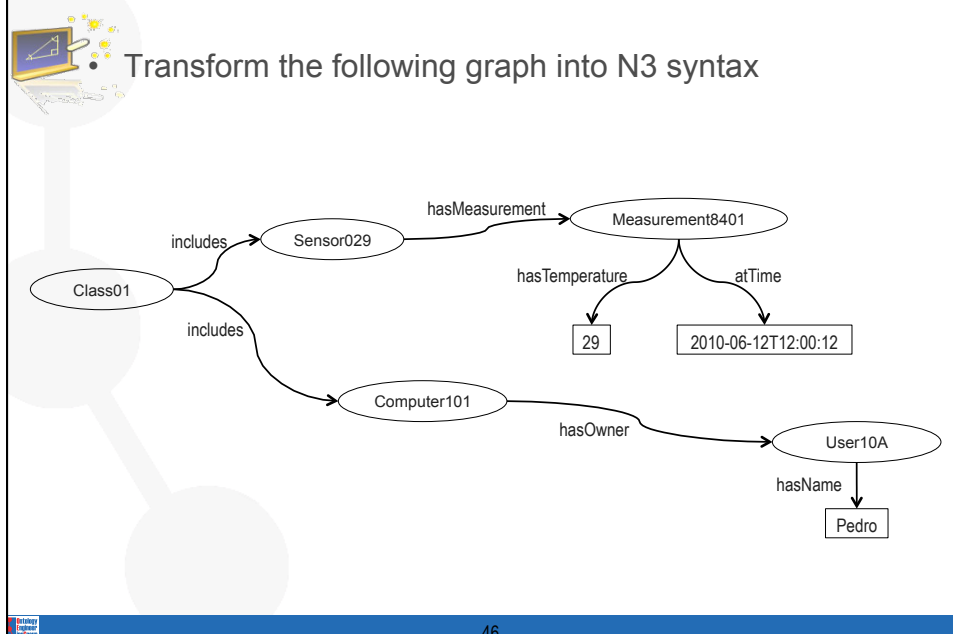 • Transform the following graph into N3 syntax
hasMeasurement
Measurement8401
includes
Sensor029
hasTemperature
atTime
Class01
29
2010-06-12T12:00:12
includes
Computer101
hasOwner
User10A
hasName
Pedro
46
Ontology